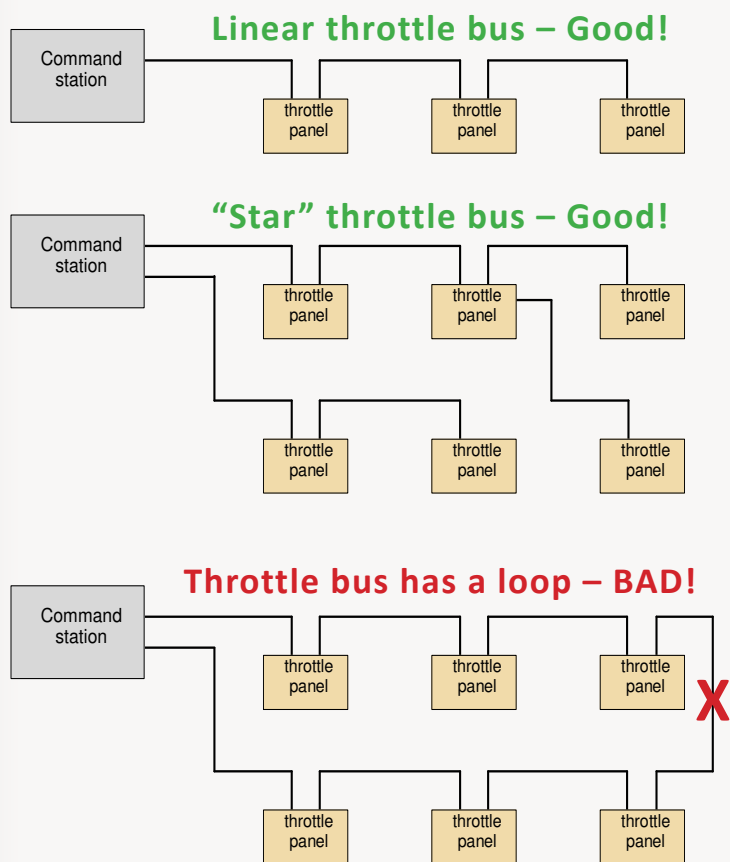 Linear throttle bus – Good!
Command
station
throttle
panel
throttle
panel
throttle
panel
“Star” throttle bus – Good!
Command
station
throttle
panel
throttle
panel
throttle
panel
throttle
panel
throttle
panel
throttle
panel
Throttle bus has a loop – BAD!
Command
station
throttle
panel
throttle
panel
throttle
panel
X
throttle
panel
throttle
panel
throttle
panel